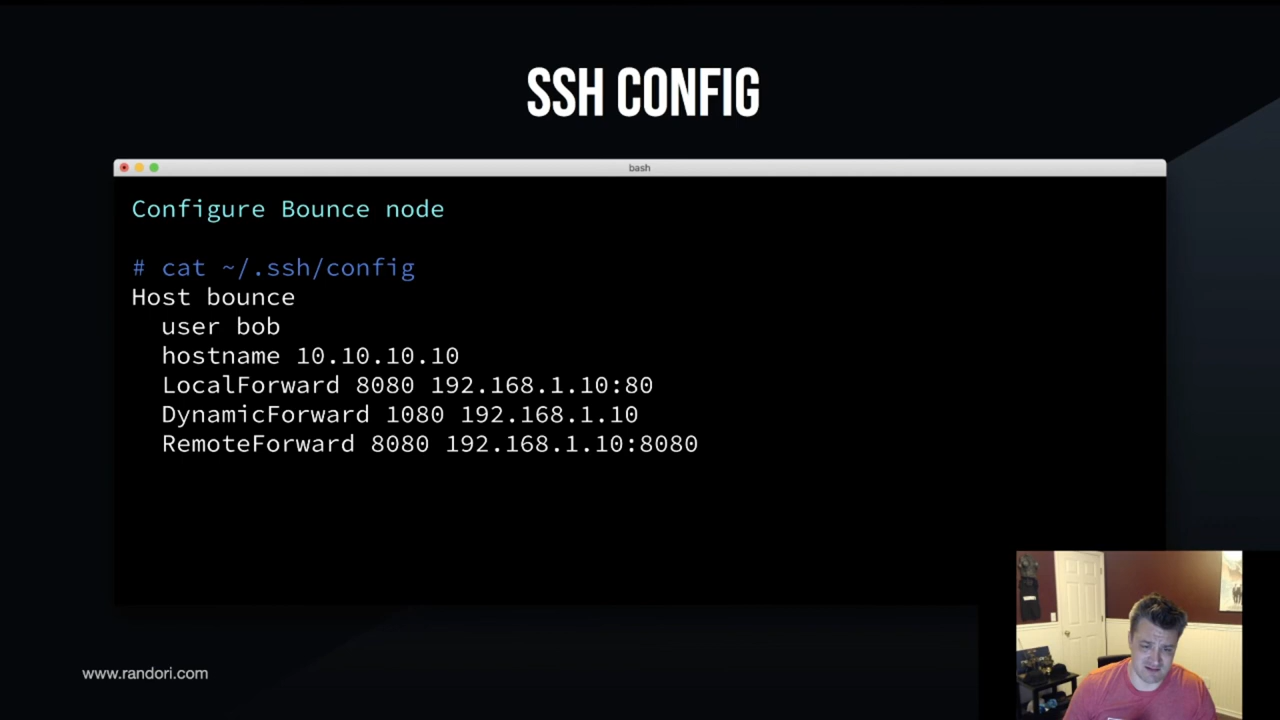 SSH CONFIG
bash
Configure Bounce node
# cat ~/.ssh/config
Host bounce
user bob
hostname 10.10.10.10
LocalForward 8080 192.168.1.10:80
DynamicForward 1080 192.168.1.10
RemoteForward 8080 192.168.1.10:8080
www.randori.com